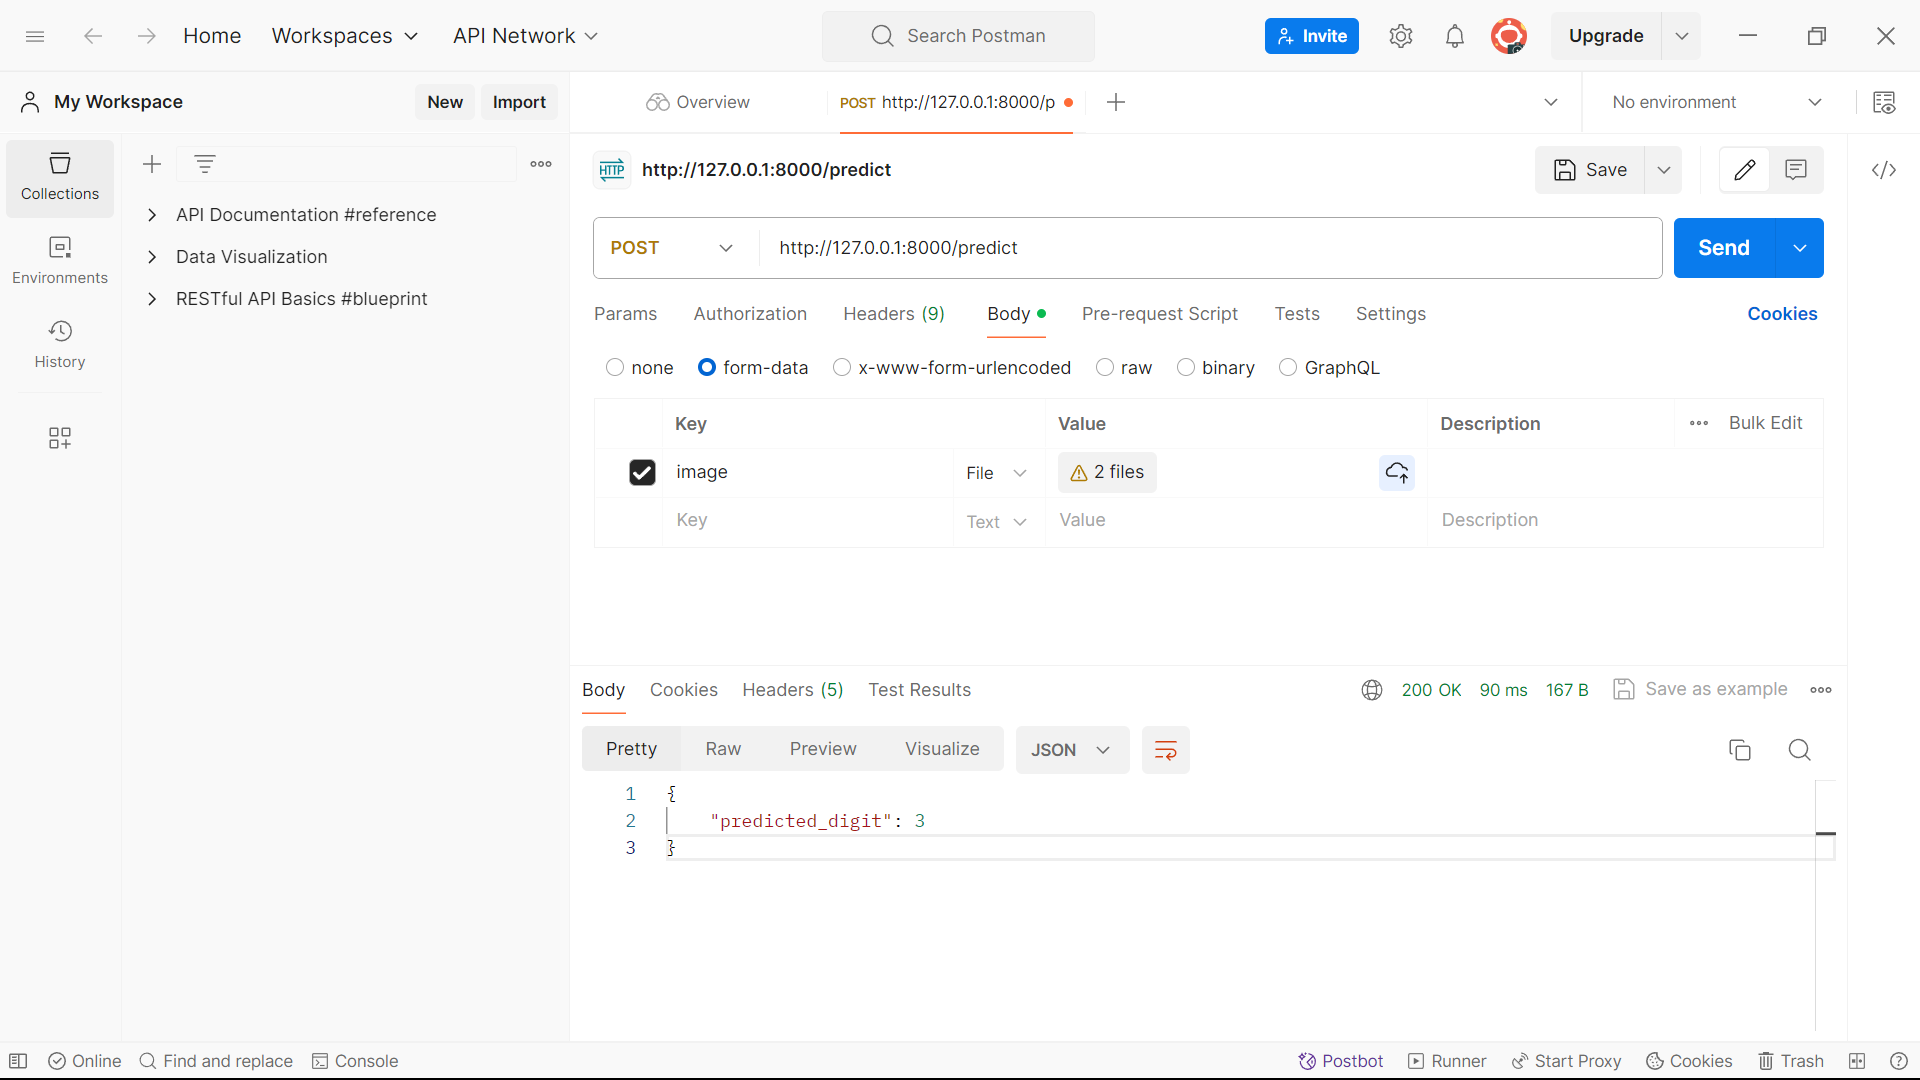 Home Workspaces API Network Search Postman Invite Upgrade
My Workspace New Import Overview POST http://127.0.0.1:8000/p No environment
Collections
Environments
History
API Documentation #reference
Data Visualization
RESTful API Basics #blueprint
HTTP http://127.0.0.1:8000/predict Save
POST http://127.0.0.1:8000/predict Send
Params Authorization Headers (9) Body Pre-request Script Tests Settings Cookies
none form-data x-www-form-urlencoded raw binary GraphQL
Key Value Description Bulk Edit
image File 2 files
Key Text Value Description
Body Cookies Headers (5) Test Results 200 OK 90 ms 167 B Save as example
Pretty Raw Preview Visualize JSON
1 {
2 "predicted_digit": 3
3 }
Online Find and replace Console Postbot Runner Start Proxy Cookies Trash